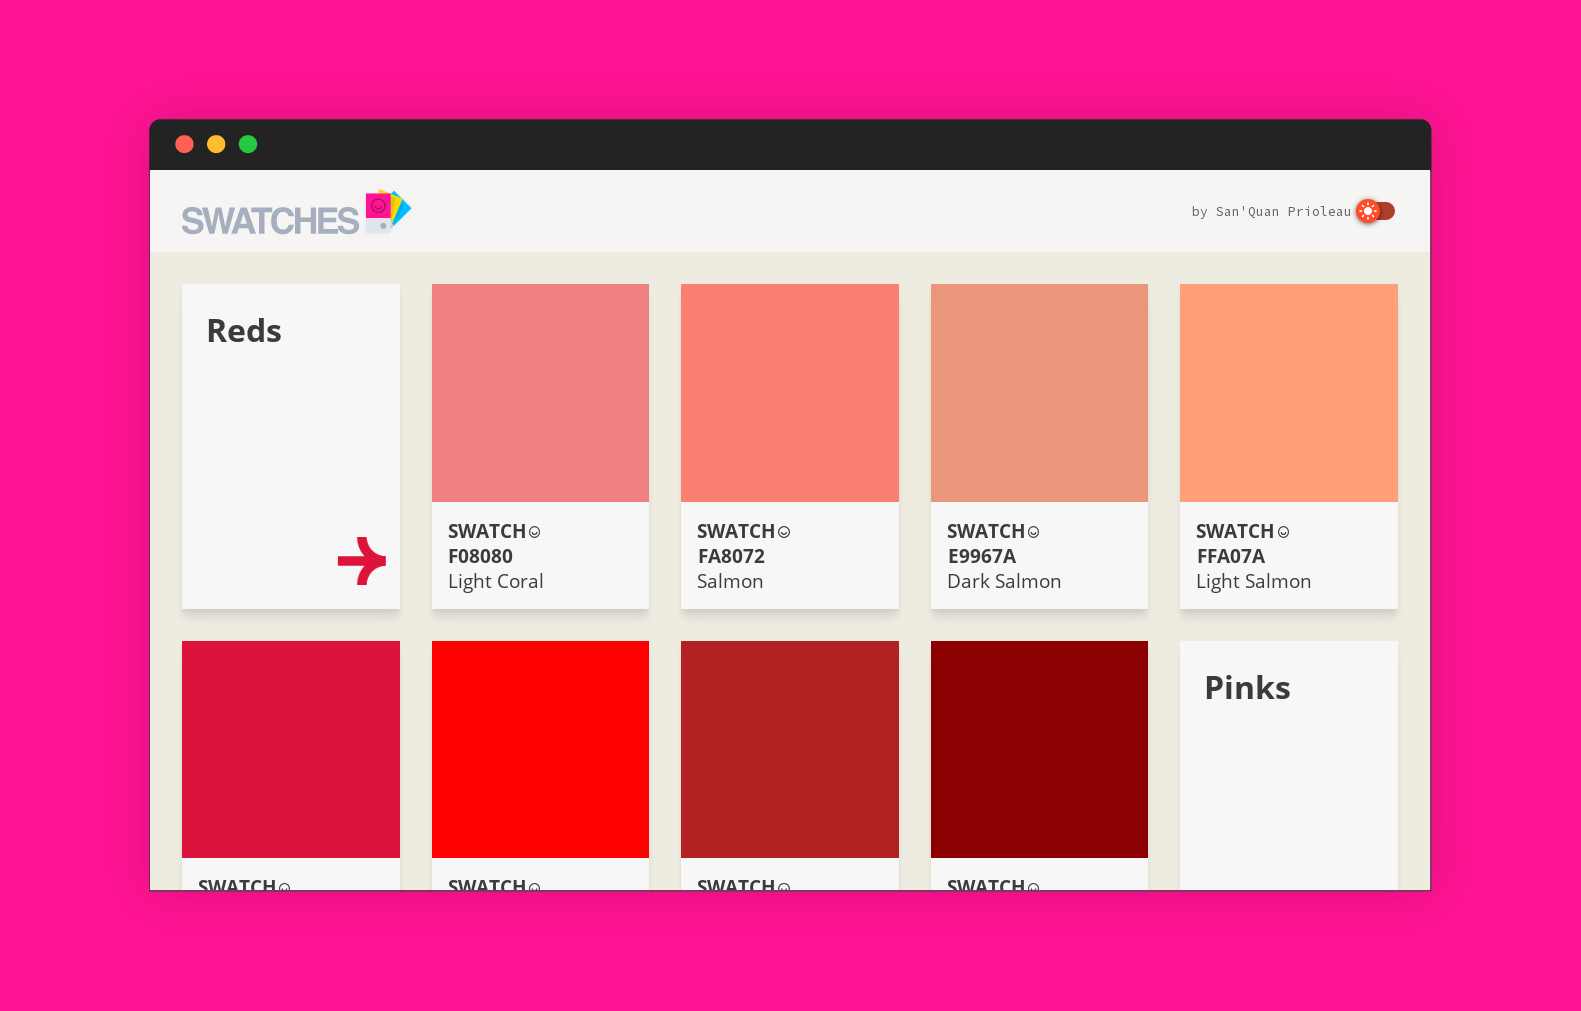 SWATCHES
by San'Quan Prioleau
Reds
SWATCH
F08080
Light Coral
SWATCH
FA8072
Salmon
SWATCH
E9967A
Dark Salmon
SWATCH
FFA07A
Light Salmon
Pinks
SWATCH
SWATCH
SWATCH
SWATCH